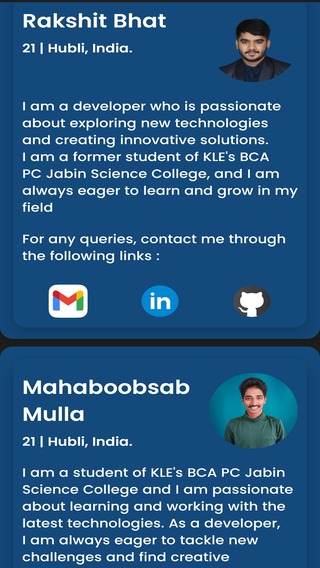 Rakshit Bhat
21 | Hubli, India.
I am a developer who is passionate
about exploring new technologies
and creating innovative solutions.
I am a former student of KLE's BCA
PC Jabin Science College, and I am
always eager to learn and grow in my
field
For any queries, contact me through
the following links :
in
Mahaboobsab
Mulla
21 | Hubli, India.
I am a student of KLE's BCA PC Jabin
Science College and I am passionate
about learning and working with the
latest technologies. As a developer,
I am always eager to tackle new
challenges and find creative